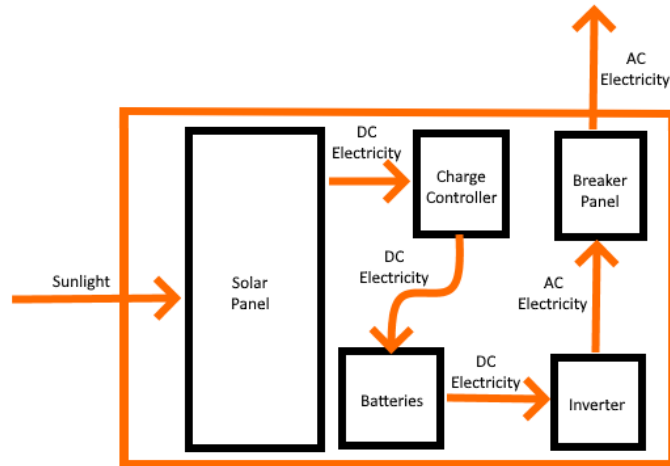 Sunlight
Solar
Panel
DC
Electricity
Charge
Controller
DC
Electricity
Batteries
DC
Electricity
Inverter
AC
Electricity
Breaker
Panel
AC
Electricity